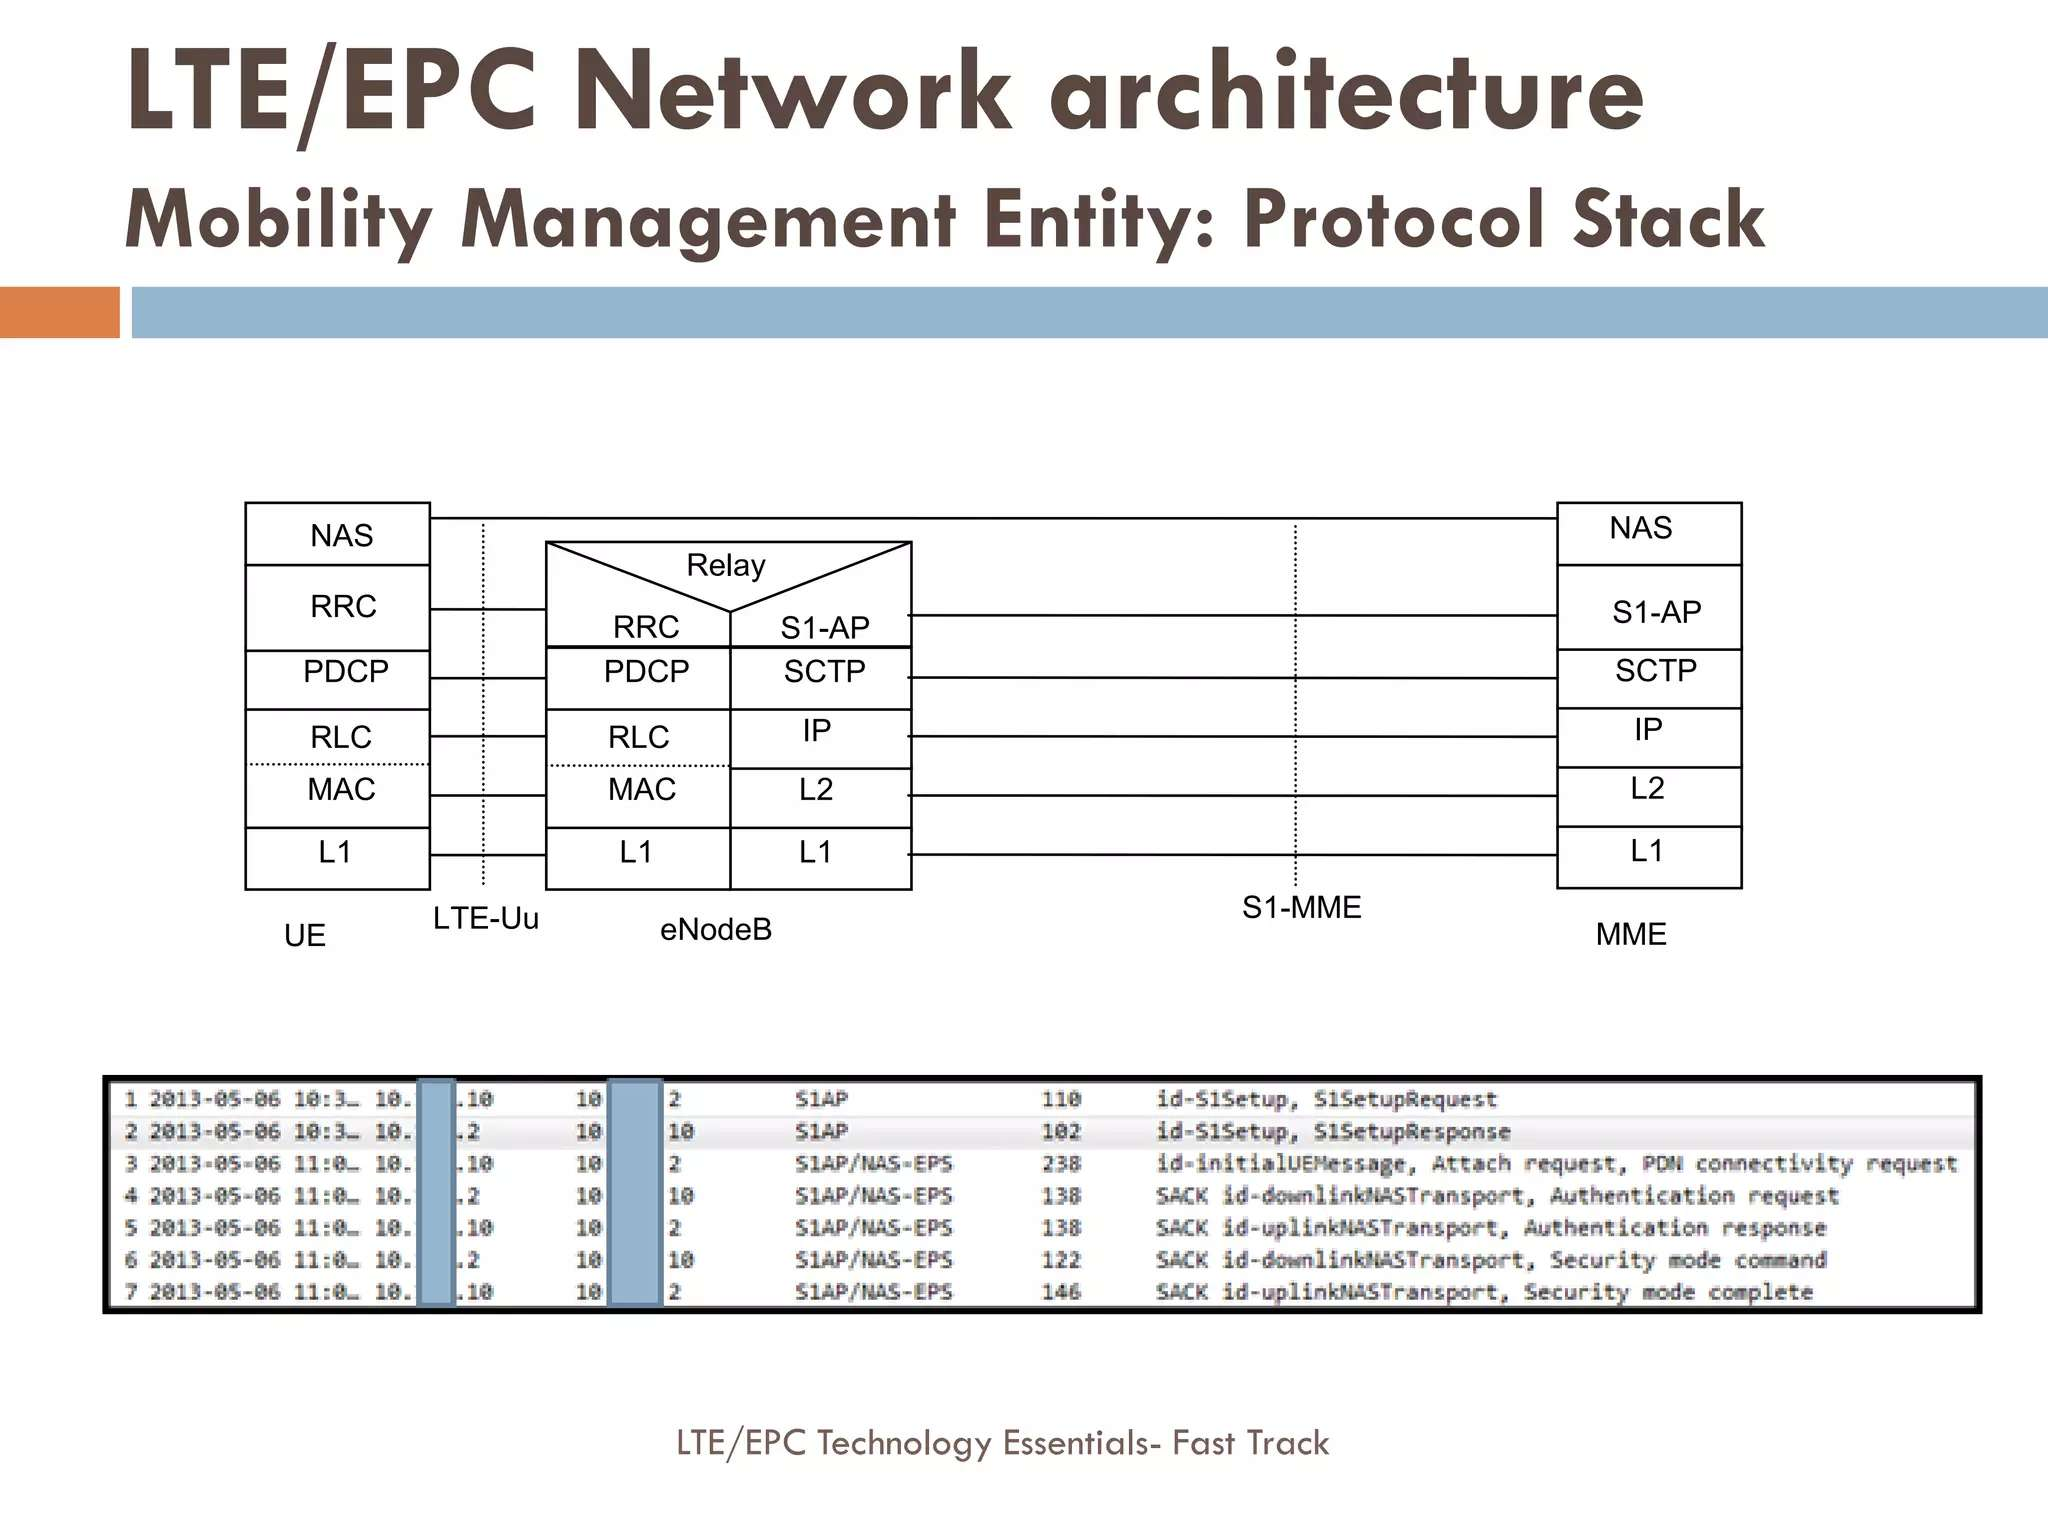 LTE/EPC Network architecture
Mobility Management Entity: Protocol Stack
NAS
RRC
PDCP
RLC
MAC
L1
UE
LTE-Uu
Relay
RRC
PDCP
RLC
MAC
L1
S1-AP
SCTP
IP
L2
L1
eNodeB
S1-MME
NAS
S1-AP
SCTP
IP
L2
L1
MME
1 2013-05-06 10:3… 10. .10 10 2 S1AP 110 id-S1Setup, S1SetupRequest
2 2013-05-06 10:3… 10. .2 10 10 S1AP 102 id-S1Setup, S1SetupResponse
3 2013-05-06 11:0… 10. .10 10 2 S1AP/NAS-EPS 238 id-initialUEMessage, Attach request, PDN connectivity request
4 2013-05-06 11:0… 10. .2 10 10 S1AP/NAS-EPS 138 SACK id-downlinkNASTransport, Authentication request
5 2013-05-06 11:0… 10. .10 10 2 S1AP/NAS-EPS 138 SACK id-uplinkNASTransport, Authentication response
6 2013-05-06 11:0… 10. .2 10 10 S1AP/NAS-EPS 122 SACK id-downlinkNASTransport, Security mode command
7 2013-05-06 11:0… 10. .10 10 2 S1AP/NAS-EPS 146 SACK id-uplinkNASTransport, Security mode complete
LTE/EPC Technology Essentials- Fast Track